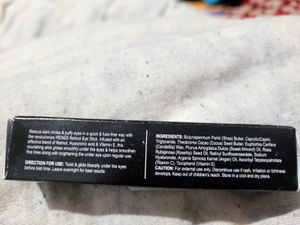 Reduce dark circles & puffy eyes in a quick & fuss-free way with
the revolutionary RENEE Retinol Eye Stick. Infused with an
effective blend of Retinol, Hyaluronic acid & Vitamin E, this
nourishing stick glides smoothly under the eyes & helps smoothen
fine lines along with brightening the under eye upon regular use.
DIRECTION FOR USE: Twist & glide liberally under the eyes
before bed time. Leave overnight for best results
INGREDIENTS: Butyrospermum Parkii (Shea) Butter, Caprylic/Capric
Triglyceride, Theobroma Cacao (Cocoa) Seed Butter, Euphorbia Cerifera
(Candelilla) Wax, Prunus Amygdalus Dulcis (Sweet Almond) Oil, Rosa
Rubiginosa (Rosehip) Seed Oil, Retinyl Sunflowerseedate, Sodium
Hyaluronate, Argania Spinosa Kernel (Argan) Oil, Ascorbyl Tetraisopalmitate
(Vitamin C), Tocopherol (Vitamin E)
CAUTION: For external use only. Discontinue use if rash, irritation or itchiness
develops. Keep out of children's reach. Store in a cool and dry place.